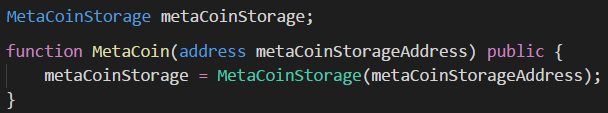 MetaCoinStorage metaCoinStorage;
function MetaCoin(address metaCoinStorageAddress) public {
metaCoinStorage = MetaCoinStorage(metaCoinStorageAddress);
}